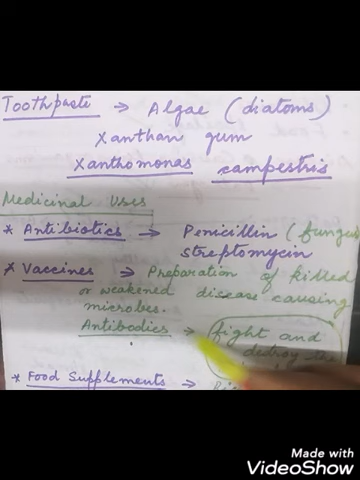 Toothpaste → Algae (diatoms)
Xanthan gum
Xanthomonas campestris
Medicinal Uses
* Antibiotics → Penicillin (fungus
streptomycin
* Vaccines → Preparation of killed
or weakened disease causing
microbes.
Antibodies → fight and
destroy the
* Food Supplements →
Made with
VideoShow